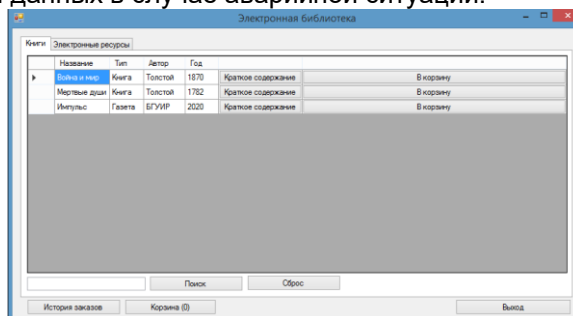 данных в случае аварийной ситуации.
Электронная библиотека
Книги Электронные ресурсы
Название Тип Автор Год
Война и мир Книга Толстой 1870 Краткое содержание В корзину
Мертвые души Книга Толстой 1782 Краткое содержание В корзину
Импульс Газета БГУИР 2020 Краткое содержание В корзину
Поиск Сброс
История заказов Корзина (0) Выход